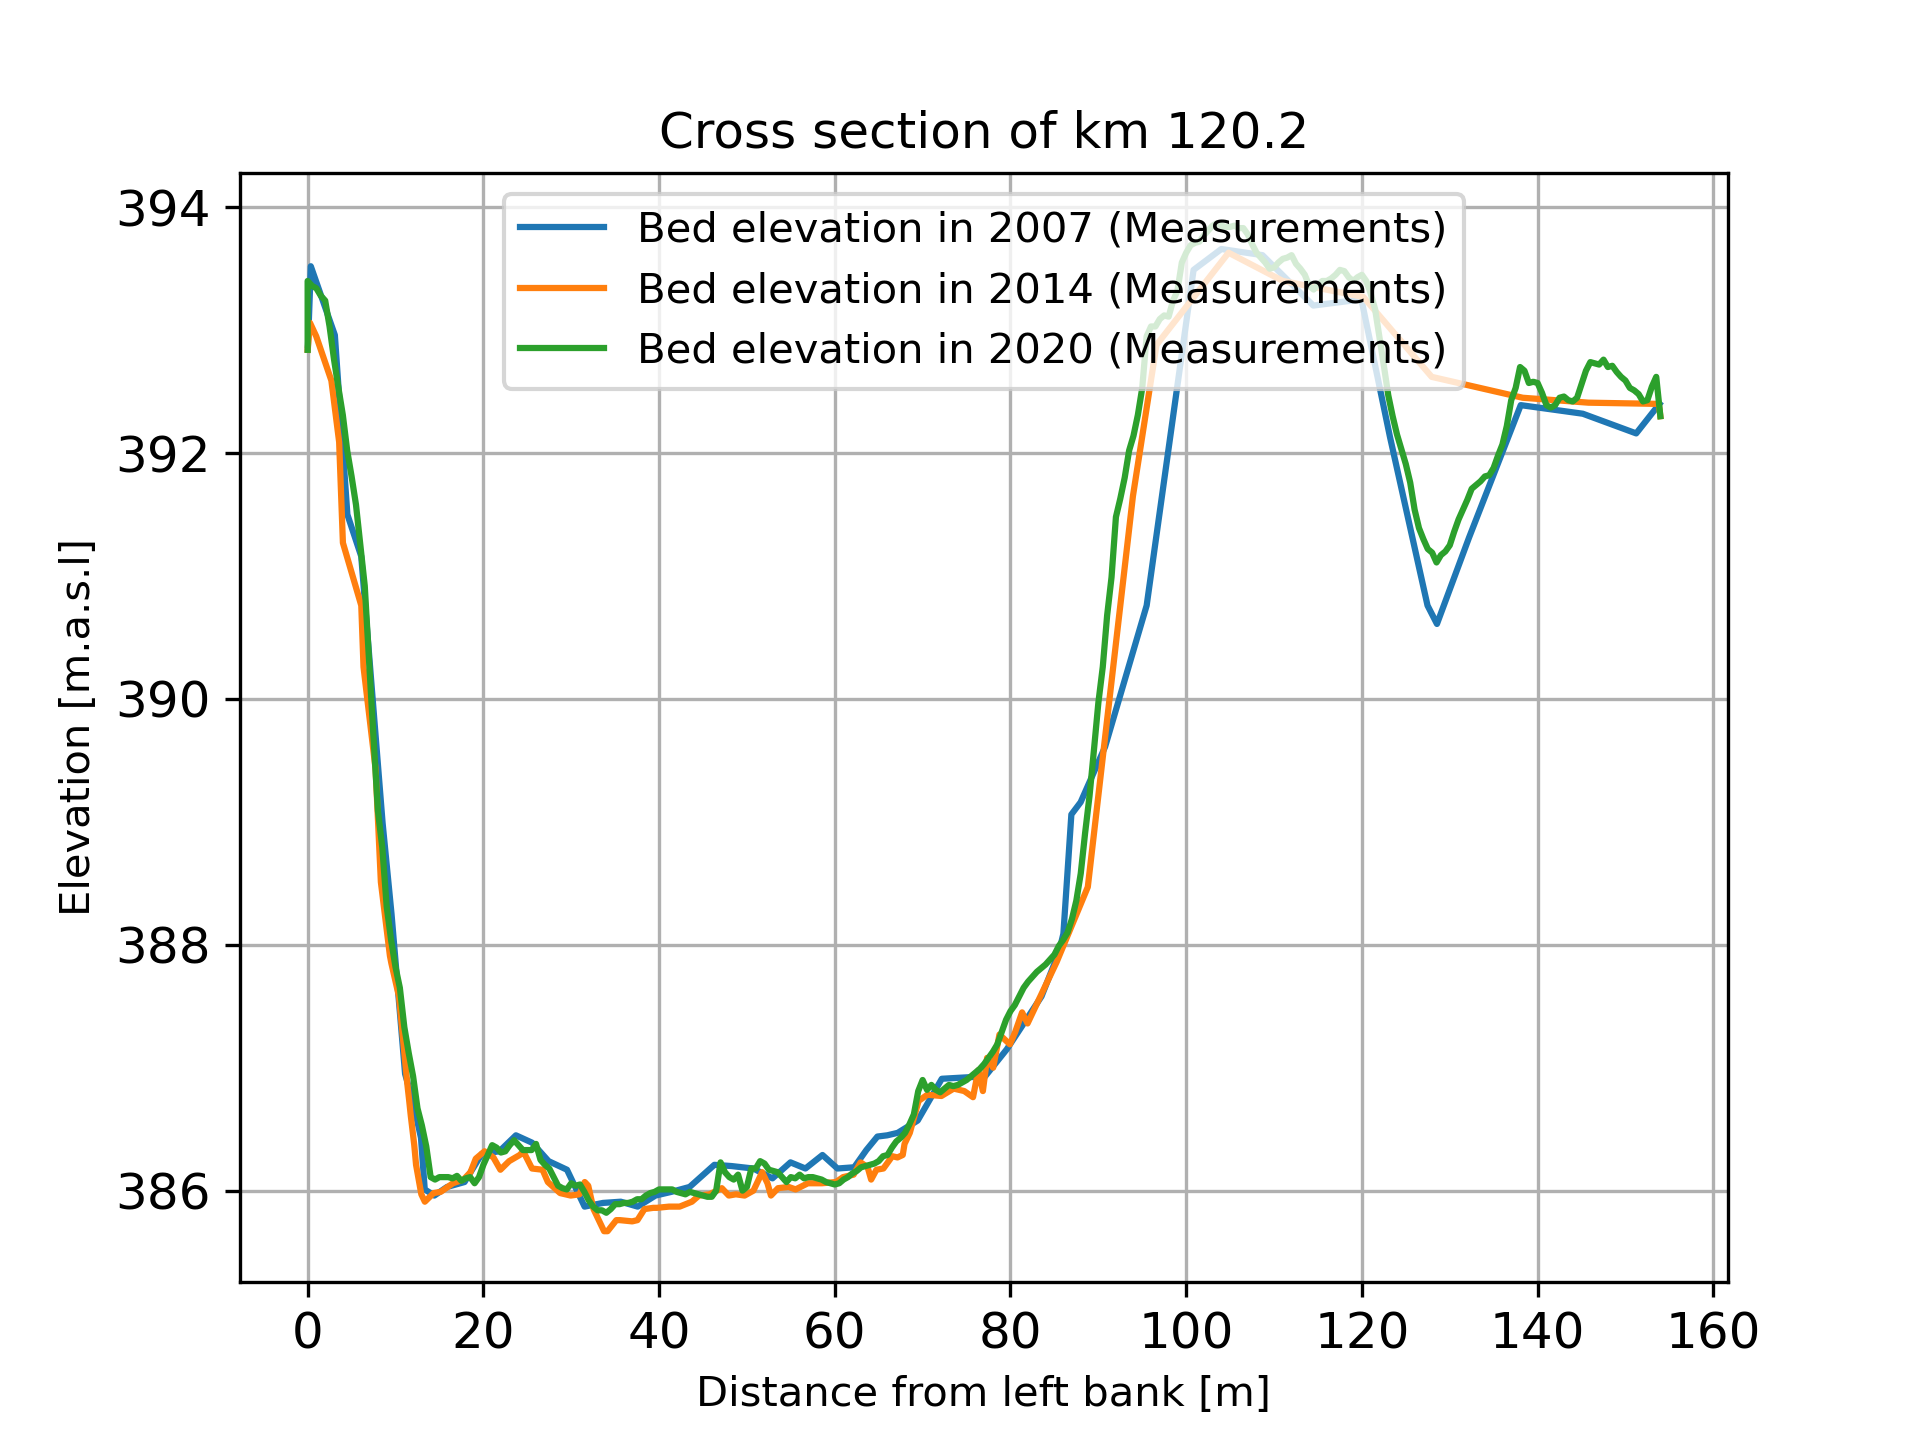 Cross section of km 120.2
Bed elevation in 2007 (Measurements)
Bed elevation in 2014 (Measurements)
Bed elevation in 2020 (Measurements)
Elevation [m.a.s.l]
394
392
390
388
386
0 20 40 60 80 100 120 140 160
Distance from left bank [m]